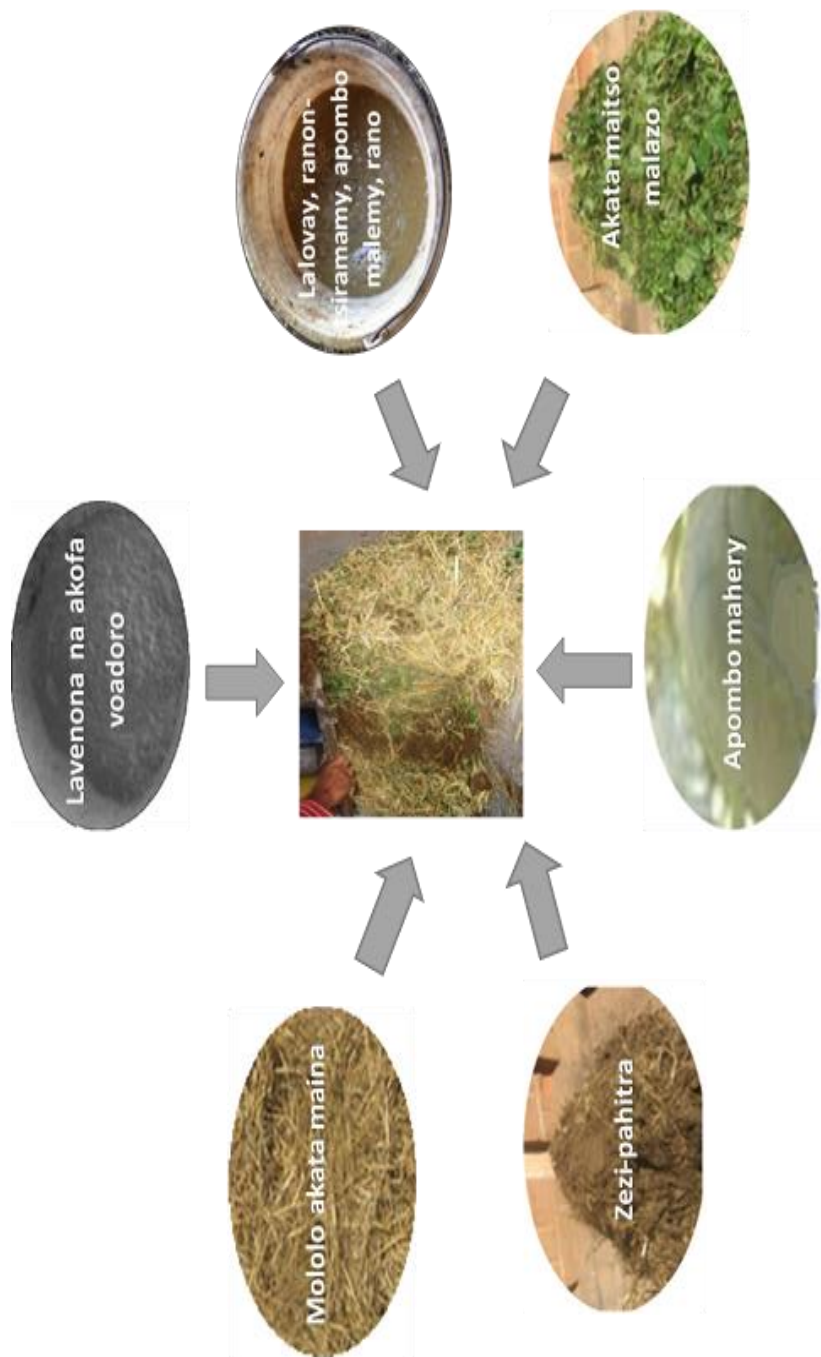 Lalovay, ranon-
siramamy, apombo
malemy, rano
Akata maitso
malazo
Lavenona na akofa
voadoro
Apombo mahery
Mololo akata maina
Zezi-pahitra